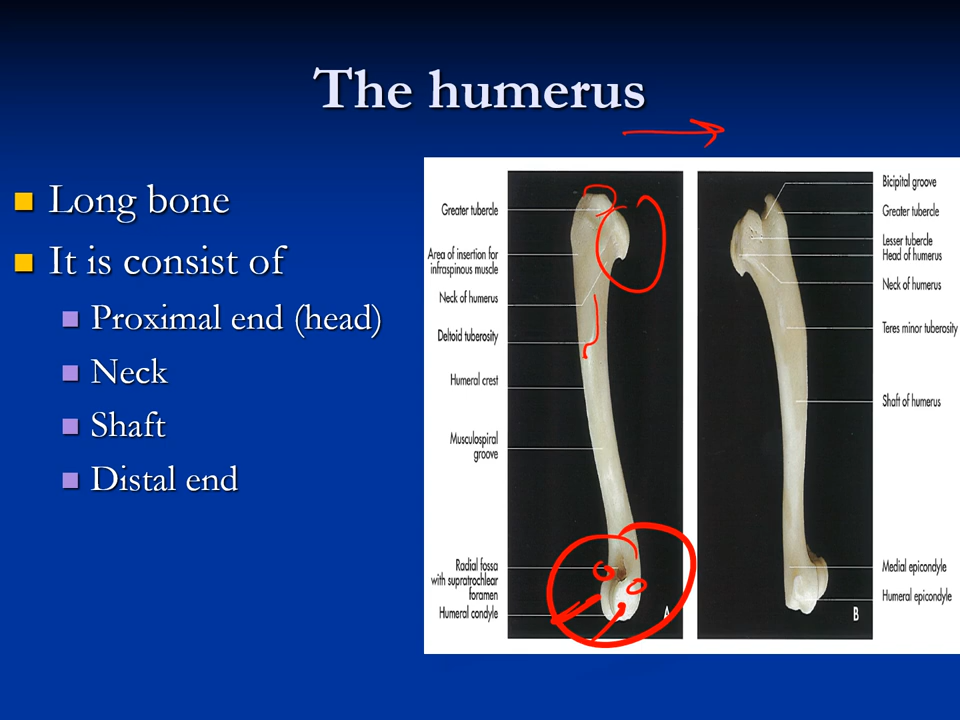 The humerus
Long bone
It is consist of
Proximal end (head)
Neck
Shaft
Distal end
Greater tubercle
Area of insertion for
infraspinous muscle
Neck of humerus
Deltoid tuberosity
Humeral crest
Musculospiral
groove
Radial fossa
with supratrochlear
foramen
Humeral condyle
A
Bicipital groove
Greater tubercle
Lesser tubercle
Head of humerus
Neck of humerus
Teres minor tuberosity
Shaft of humerus
Medial epicondyle
Humeral epicondyle
B